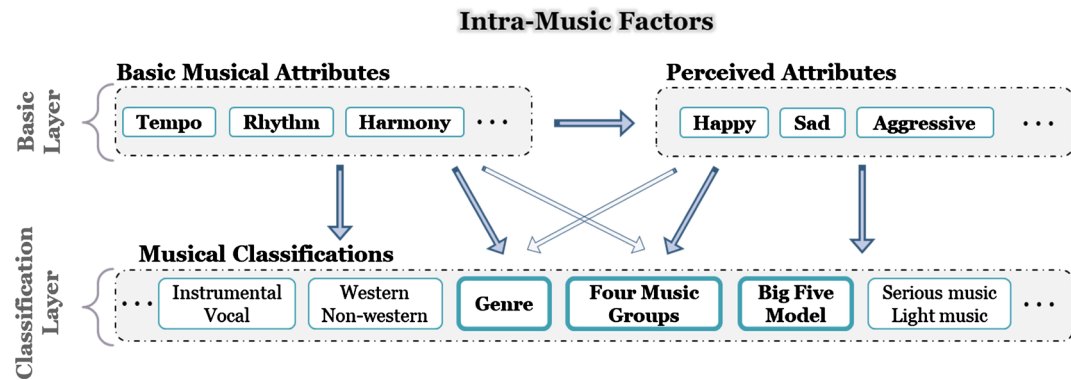 Intra-Music Factors
Basic Musical Attributes
Perceived Attributes
Basic
Layer
Tempo
Rhythm
Harmony
...
Happy
Sad
Aggressive
...
Musical Classifications
Classification
Layer
...
Instrumental
Vocal
Western
Non-western
Genre
Four Music
Groups
Big Five
Model
Serious music
Light music
...